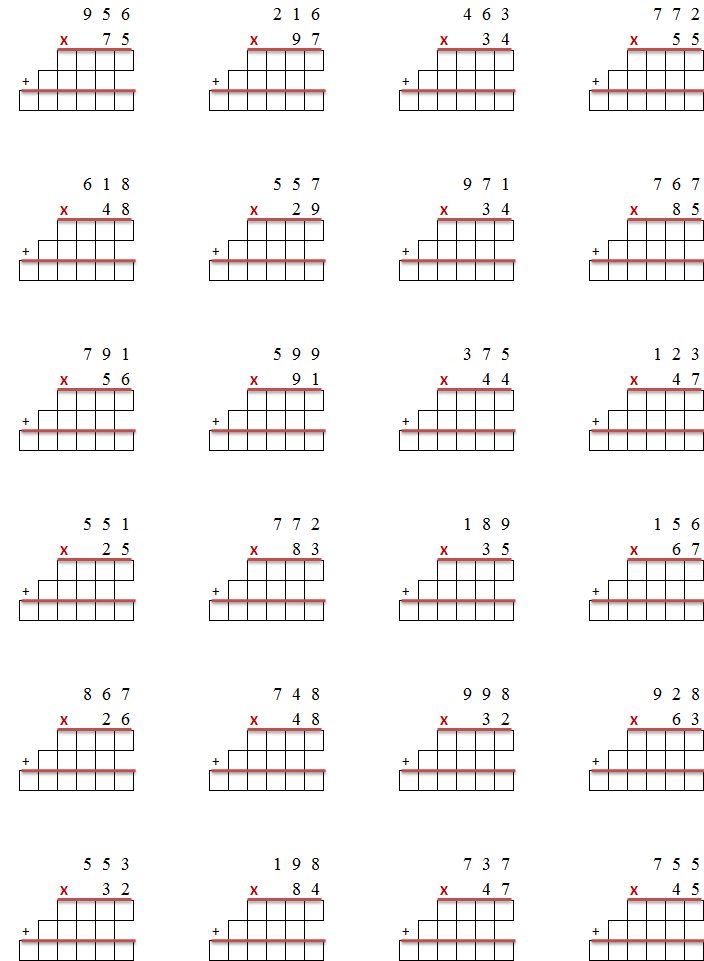 9 5 6 2 1 6 4 6 3 7 7 2
x 7 5 x 9 7 x 3 4 x 5 5
+ + + +
6 1 8 5 5 7 9 7 1 7 6 7
x 4 8 x 2 9 x 3 4 x 8 5
+ + + +
7 9 1 5 9 9 3 7 5 1 2 3
x 5 6 x 9 1 x 4 4 x 4 7
+ + + +
5 5 1 7 7 2 1 8 9 1 5 6
x 2 5 x 8 3 x 3 5 x 6 7
+ + + +
8 6 7 7 4 8 9 9 8 9 2 8
x 2 6 x 4 8 x 3 2 x 6 3
+ + + +
5 5 3 1 9 8 7 3 7 7 5 5
x 3 2 x 8 4 x 4 7 x 4 5
+ + + +